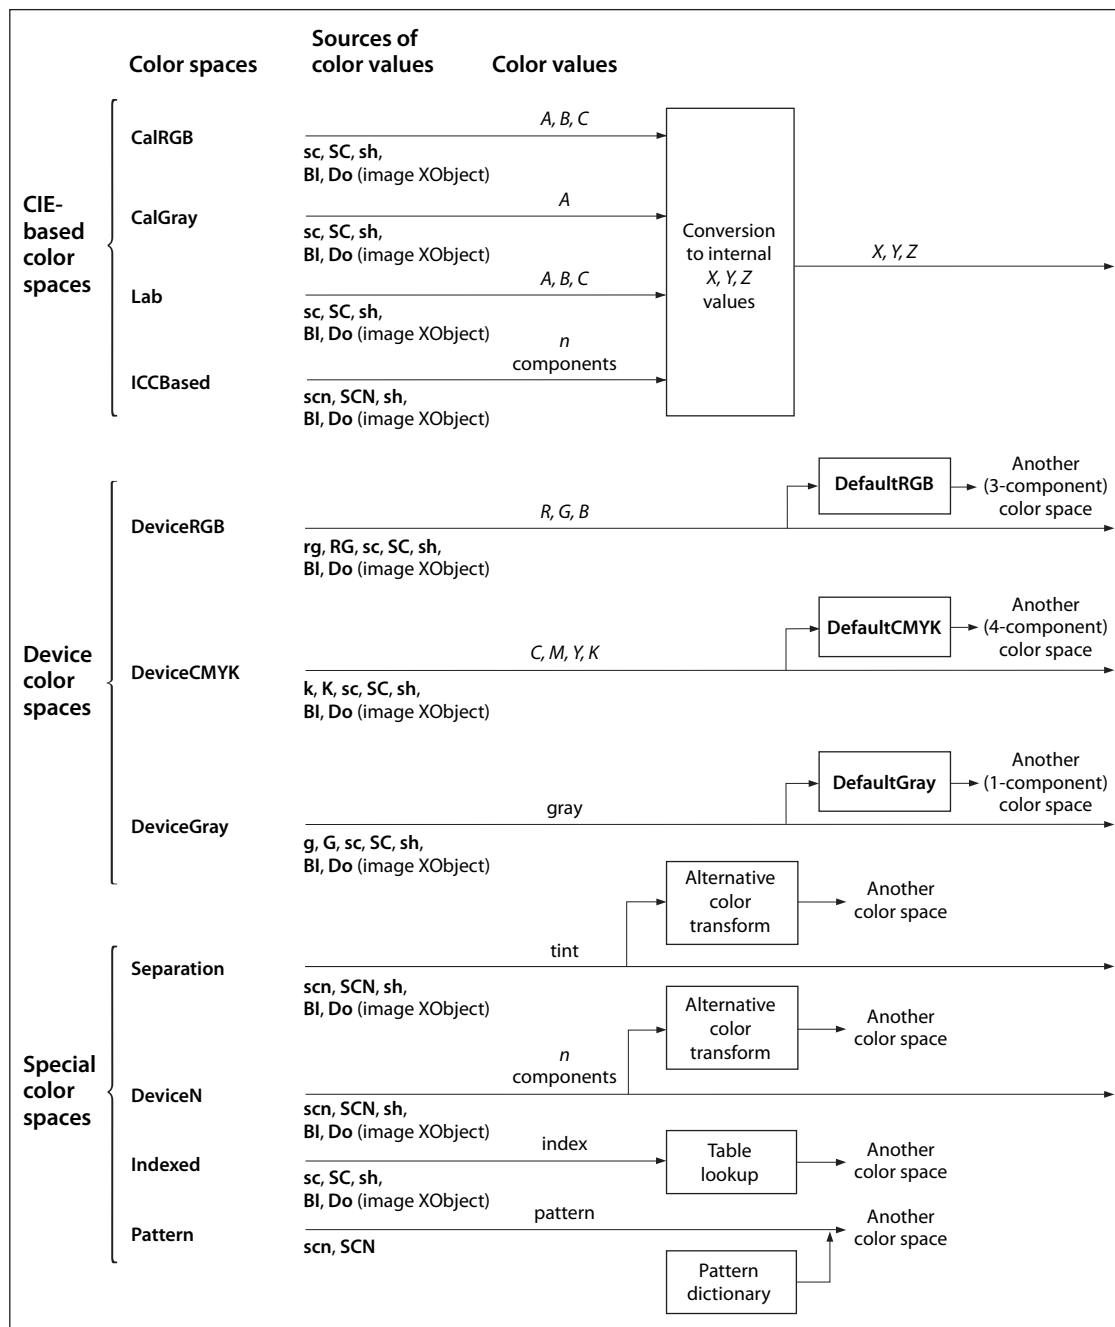 Sources of
Color spaces color values Color values
CIE-
based
color
spaces
CalRGB
A, B, C
sc, SC, sh,
BI, Do (image XObject)
CalGray
A
sc, SC, sh,
BI, Do (image XObject)
Lab
A, B, C
sc, SC, sh,
BI, Do (image XObject)
ICCBased
n
components
scn, SCN, sh,
BI, Do (image XObject)
Conversion
to internal
X, Y, Z
values
X, Y, Z
Device
color
spaces
DeviceRGB
R, G, B
rg, RG, sc, SC, sh,
BI, Do (image XObject)
DefaultRGB
Another
(3-component)
color space
DeviceCMYK
C, M, Y, K
k, K, sc, SC, sh,
BI, Do (image XObject)
DefaultCMYK
Another
(4-component)
color space
DeviceGray
gray
g, G, sc, SC, sh,
BI, Do (image XObject)
DefaultGray
Another
(1-component)
color space
Special
color
spaces
Separation
tint
scn, SCN, sh,
BI, Do (image XObject)
Alternative
color
transform
Another
color space
DeviceN
n
components
scn, SCN, sh,
BI, Do (image XObject)
Alternative
color
transform
Another
color space
Indexed
index
sc, SC, sh,
BI, Do (image XObject)
Table
lookup
Another
color space
Pattern
pattern
scn, SCN
Another
color space
Pattern
dictionary